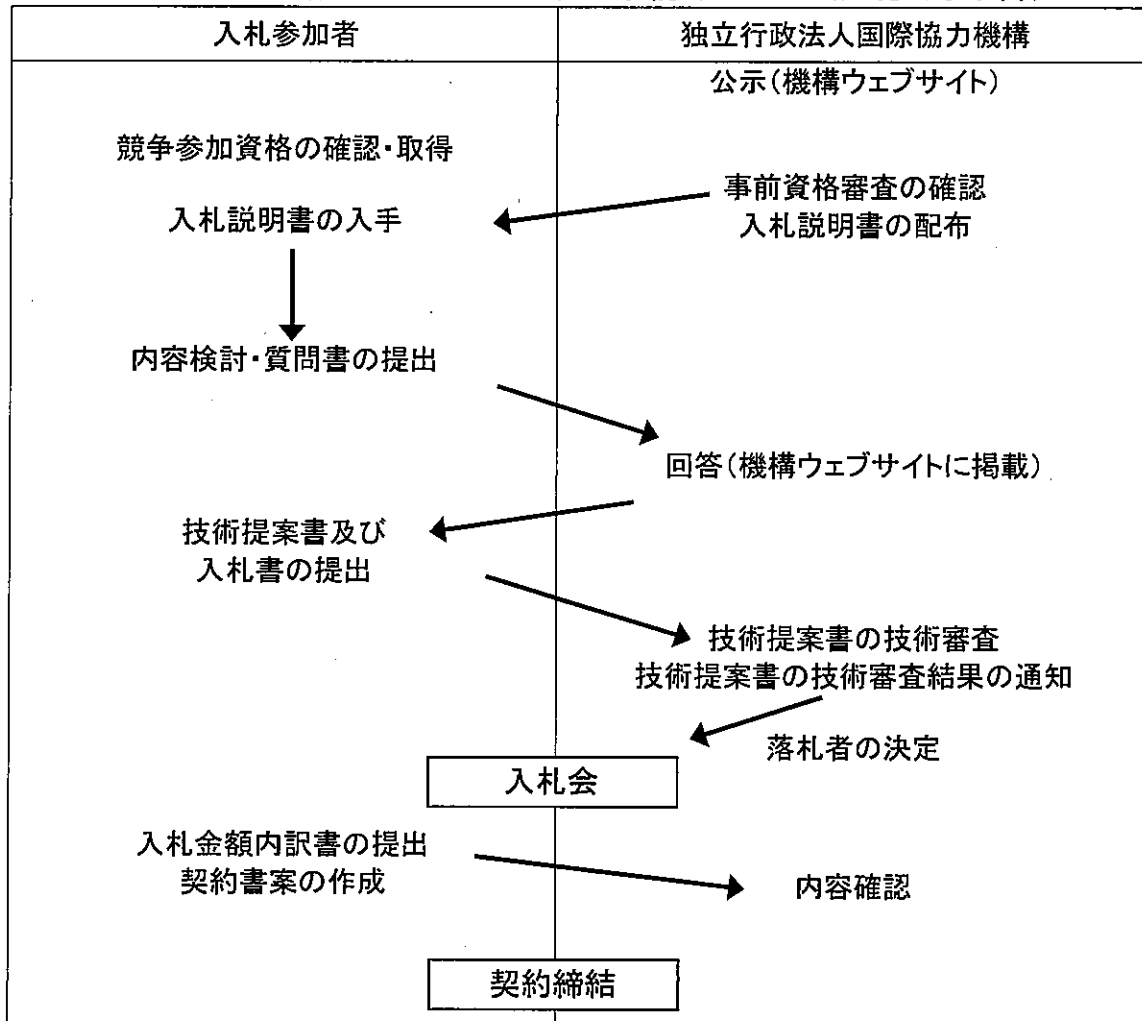 入札参加者
独立行政法人国際協力機構
公示(機構ウェブサイト)
競争参加資格の確認・取得
事前資格審査の確認
入札説明書の配布
入札説明書の入手
内容検討・質問書の提出
回答(機構ウェブサイトに掲載)
技術提案書及び
入札書の提出
技術提案書の技術審査
技術提案書の技術審査結果の通知
落札者の決定
入札会
入札金額内訳書の提出
契約書案の作成
内容確認
契約締結